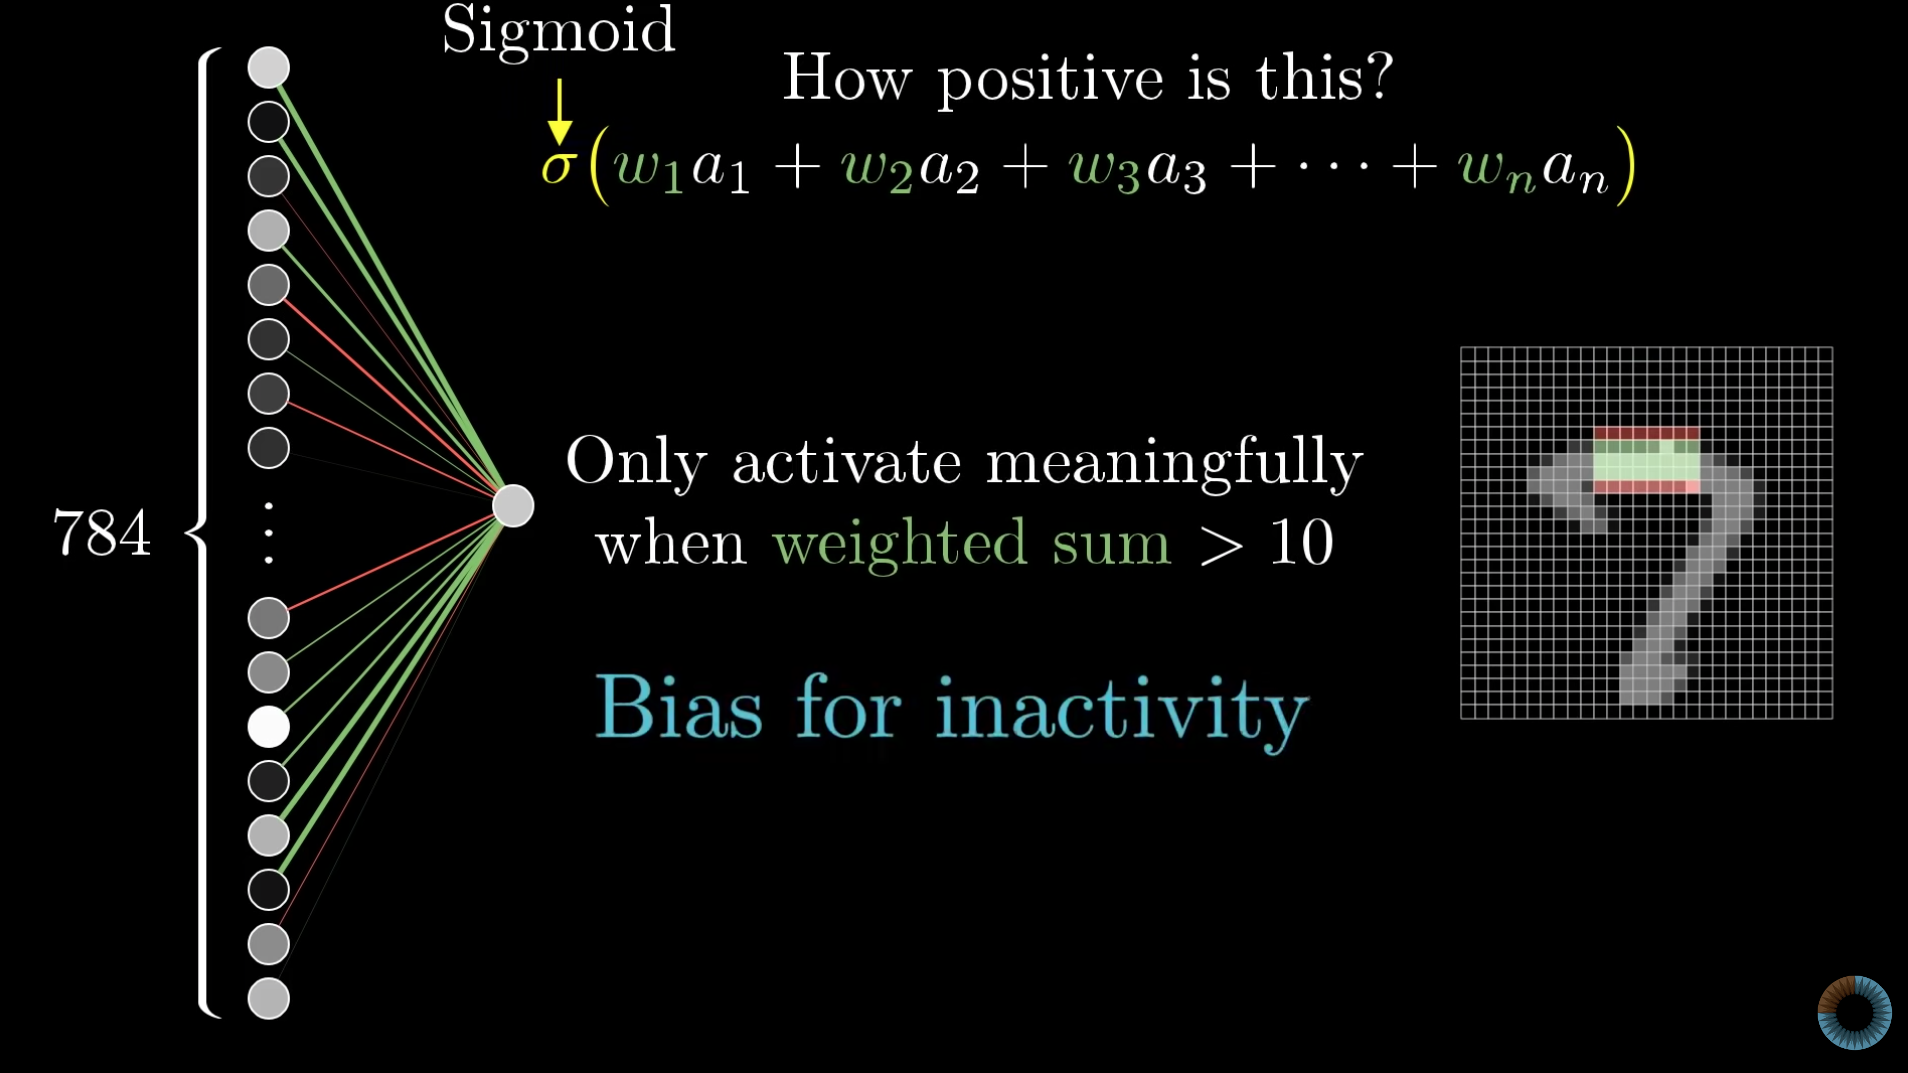 Sigmoid
How positive is this?
σ(w₁a₁ + w₂a₂ + w₃a₃ + ··· + wₙaₙ)
Only activate meaningfully
when weighted sum > 10
784
Bias for inactivity